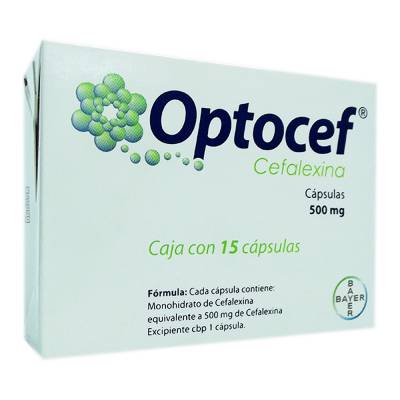 Optocef®
Cefalexina
Cápsulas
500 mg
Caja con 15 cápsulas
Fórmula: Cada cápsula contiene:
Monohidrato de Cefalexina
equivalente a 500 mg de Cefalexina
Excipiente cbp 1 cápsula.
BAYER
BAYER